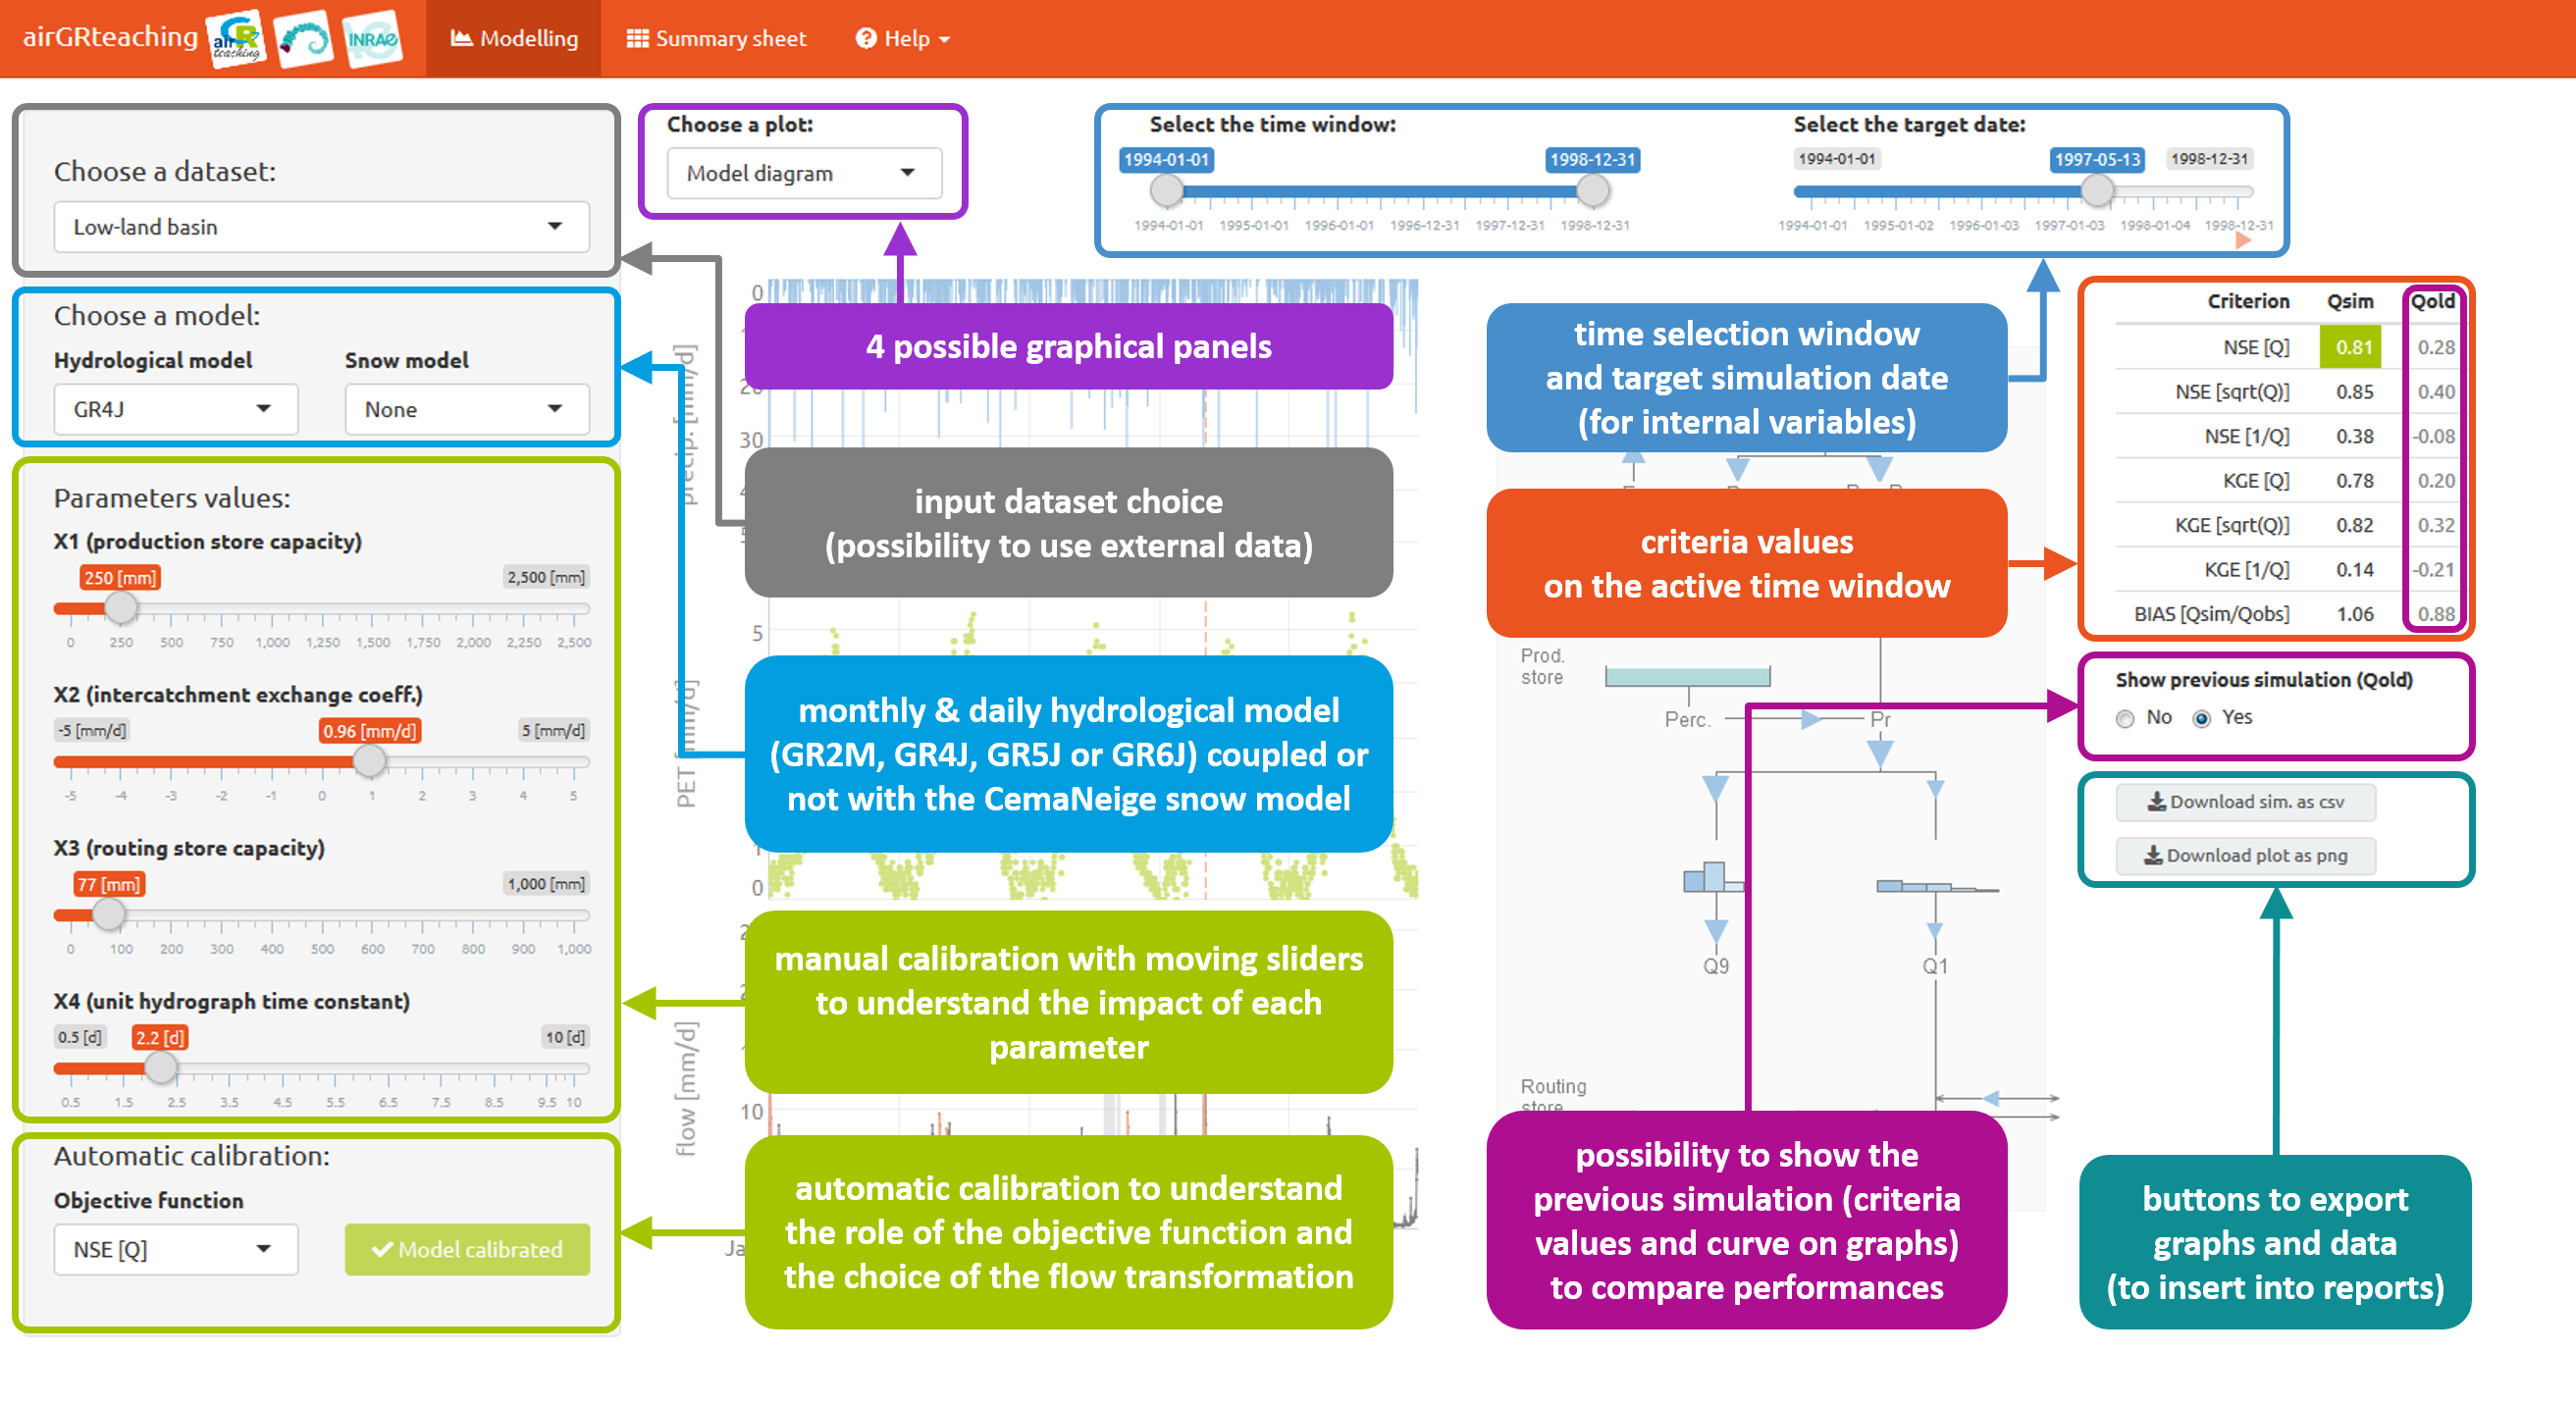 airGRteaching
airGR
teaching
INRAE
Modelling
Summary sheet
Help
Choose a dataset:
Low-land basin
Choose a model:
Hydrological model
Snow model
GR4J
None
Parameters values:
X1 (production store capacity)
250 [mm]
2,500 [mm]
0 250 500 750 1,000 1,250 1,500 1,750 2,000 2,250 2,500
X2 (intercatchment exchange coeff.)
-5 [mm/d]
0.96 [mm/d]
5 [mm/d]
-5 -4 -3 -2 -1 0 1 2 3 4 5
X3 (routing store capacity)
77 [mm]
1,000 [mm]
0 100 200 300 400 500 600 700 800 900 1,000
X4 (unit hydrograph time constant)
0.5 [d]
2.2 [d]
10 [d]
0.5 1.5 2.5 3.5 4.5 5.5 6.5 7.5 8.5 9.5 10
Automatic calibration:
Objective function
NSE [Q]
Model calibrated
Choose a plot:
Model diagram
Select the time window:
1994-01-01
1998-12-31
1994-01-01 1995-01-01 1996-01-01 1996-12-31 1997-12-31 1998-12-31
Select the target date:
1994-01-01
1997-05-13
1998-12-31
1994-01-01 1995-01-02 1996-01-03 1997-01-03 1998-01-04 1998-12-31
4 possible graphical panels
input dataset choice
(possibility to use external data)
monthly & daily hydrological model
(GR2M, GR4J, GR5J or GR6J) coupled or
not with the CemaNeige snow model
manual calibration with moving sliders
to understand the impact of each
parameter
automatic calibration to understand
the role of the objective function and
the choice of the flow transformation
0
30
precip. [mm/d]
5
0
PET [mm/d]
10
flow [mm/d]
Ja
time selection window
and target simulation date
(for internal variables)
criteria values
on the active time window
Prod.
store
Perc.
Pr
Q9
Q1
Routing
store
possibility to show the
previous simulation (criteria
values and curve on graphs)
to compare performances
Criterion Qsim Qold
NSE [Q] 0.81 0.28
NSE [sqrt(Q)] 0.85 0.40
NSE [1/Q] 0.38 -0.08
KGE [Q] 0.78 0.20
KGE [sqrt(Q)] 0.82 0.32
KGE [1/Q] 0.14 -0.21
BIAS [Qsim/Qobs] 1.06 0.88
Show previous simulation (Qold)
No Yes
Download sim. as csv
Download plot as png
buttons to export
graphs and data
(to insert into reports)